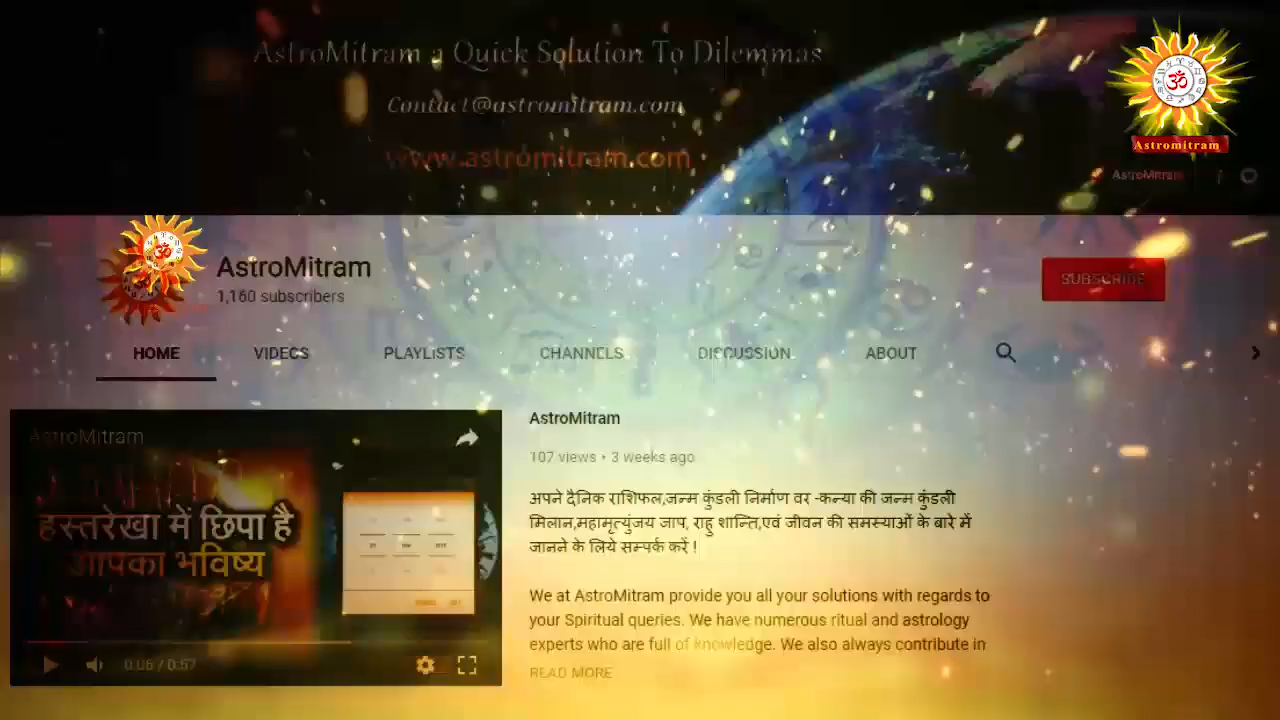 AstroMitram a Quick Solution To Dilemmas
Contact@astromitram.com
www.astromitram.com
Astromitram
AstroMitram
AstroMitram
1,160 subscribers
SUBSCRIBE
HOME VIDEOS PLAYLISTS CHANNELS DISCUSSION ABOUT
AstroMitram
हस्तरेखा में छिपा है
आपका भविष्य
0:06 / 0:57
AstroMitram
107 views • 3 weeks ago
अपने दैनिक राशिफल,जन्म कुंडली निर्माण वर -कन्या की जन्म कुंडली
मिलान,महामृत्युंजय जाप, राहु शान्ति,एवं जीवन की समस्याओं के बारे में
जानने के लिये सम्पर्क करें !
We at AstroMitram provide you all your solutions with regards to
your Spiritual queries. We have numerous ritual and astrology
experts who are full of knowledge. We also always contribute in
READ MORE